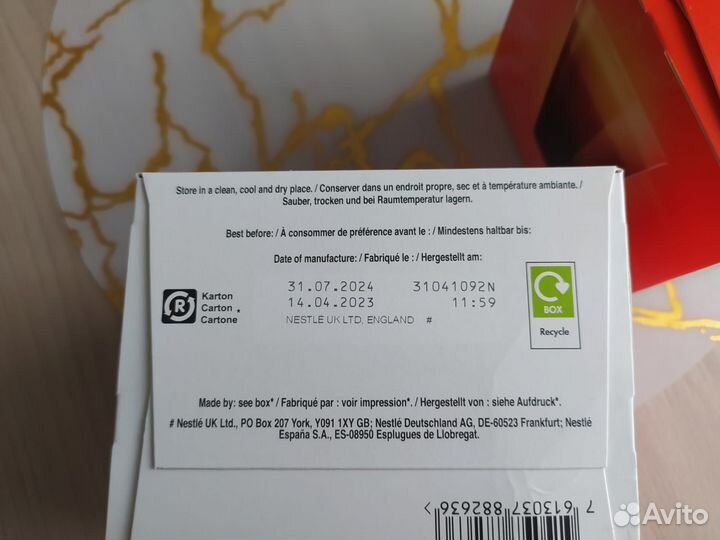 Store in a clean, cool and dry place. / Conserver dans un endroit propre, sec et à température ambiante. /
Sauber, trocken und bei Raumtemperatur lagern.
Best before: / À consommer de préférence avant le : / Mindestens haltbar bis:
Date of manufacture: / Fabriqué le : / Hergestellt am:
31.07.2024 31041092N
14.04.2023 11:59
NESTLE UK LTD, ENGLAND #
R
Karton
Carton
Cartone
BOX
Recycle
Made by: see box* / Fabriqué par : voir impression*. / Hergestellt von : siehe Aufdruck*.
# Nestlé UK Ltd., PO Box 207 York, Y091 1XY GB; Nestlé Deutschland AG, DE-60523 Frankfurt; Nestlé
España S.A., ES-08950 Esplugues de Llobregat.
7 613037 882636 >
Avito